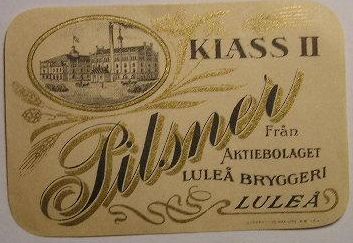 KLASS II
Pilsner
Från
AKTIEBOLAGET
LULEÅ BRYGGERI
LULEÅ